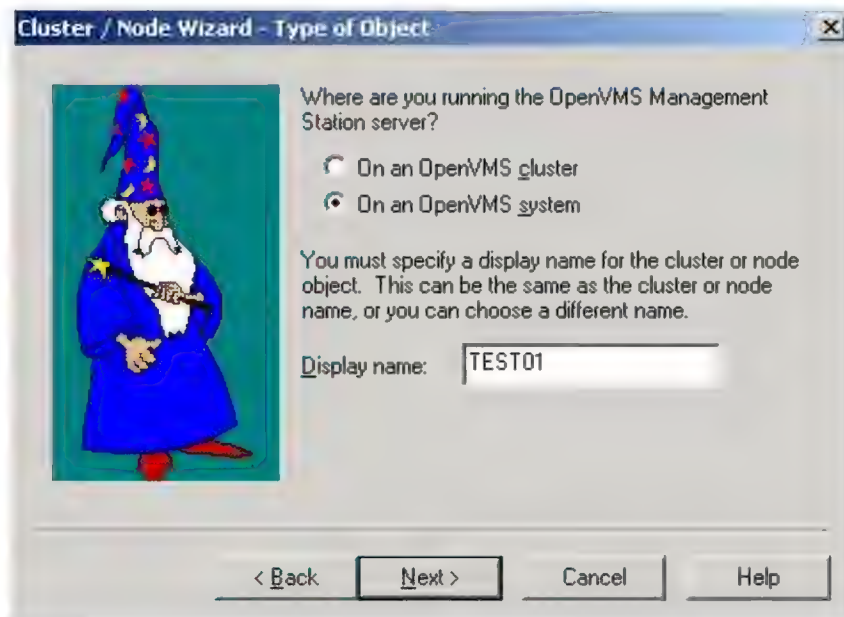 Cluster / Node Wizard - Type of Object
Where are you running the OpenVMS Management
Station server?
On an OpenVMS cluster
On an OpenVMS system
You must specify a display name for the cluster or node
object. This can be the same as the cluster or node
name, or you can choose a different name.
Display name: TEST01
< Back Next > Cancel Help